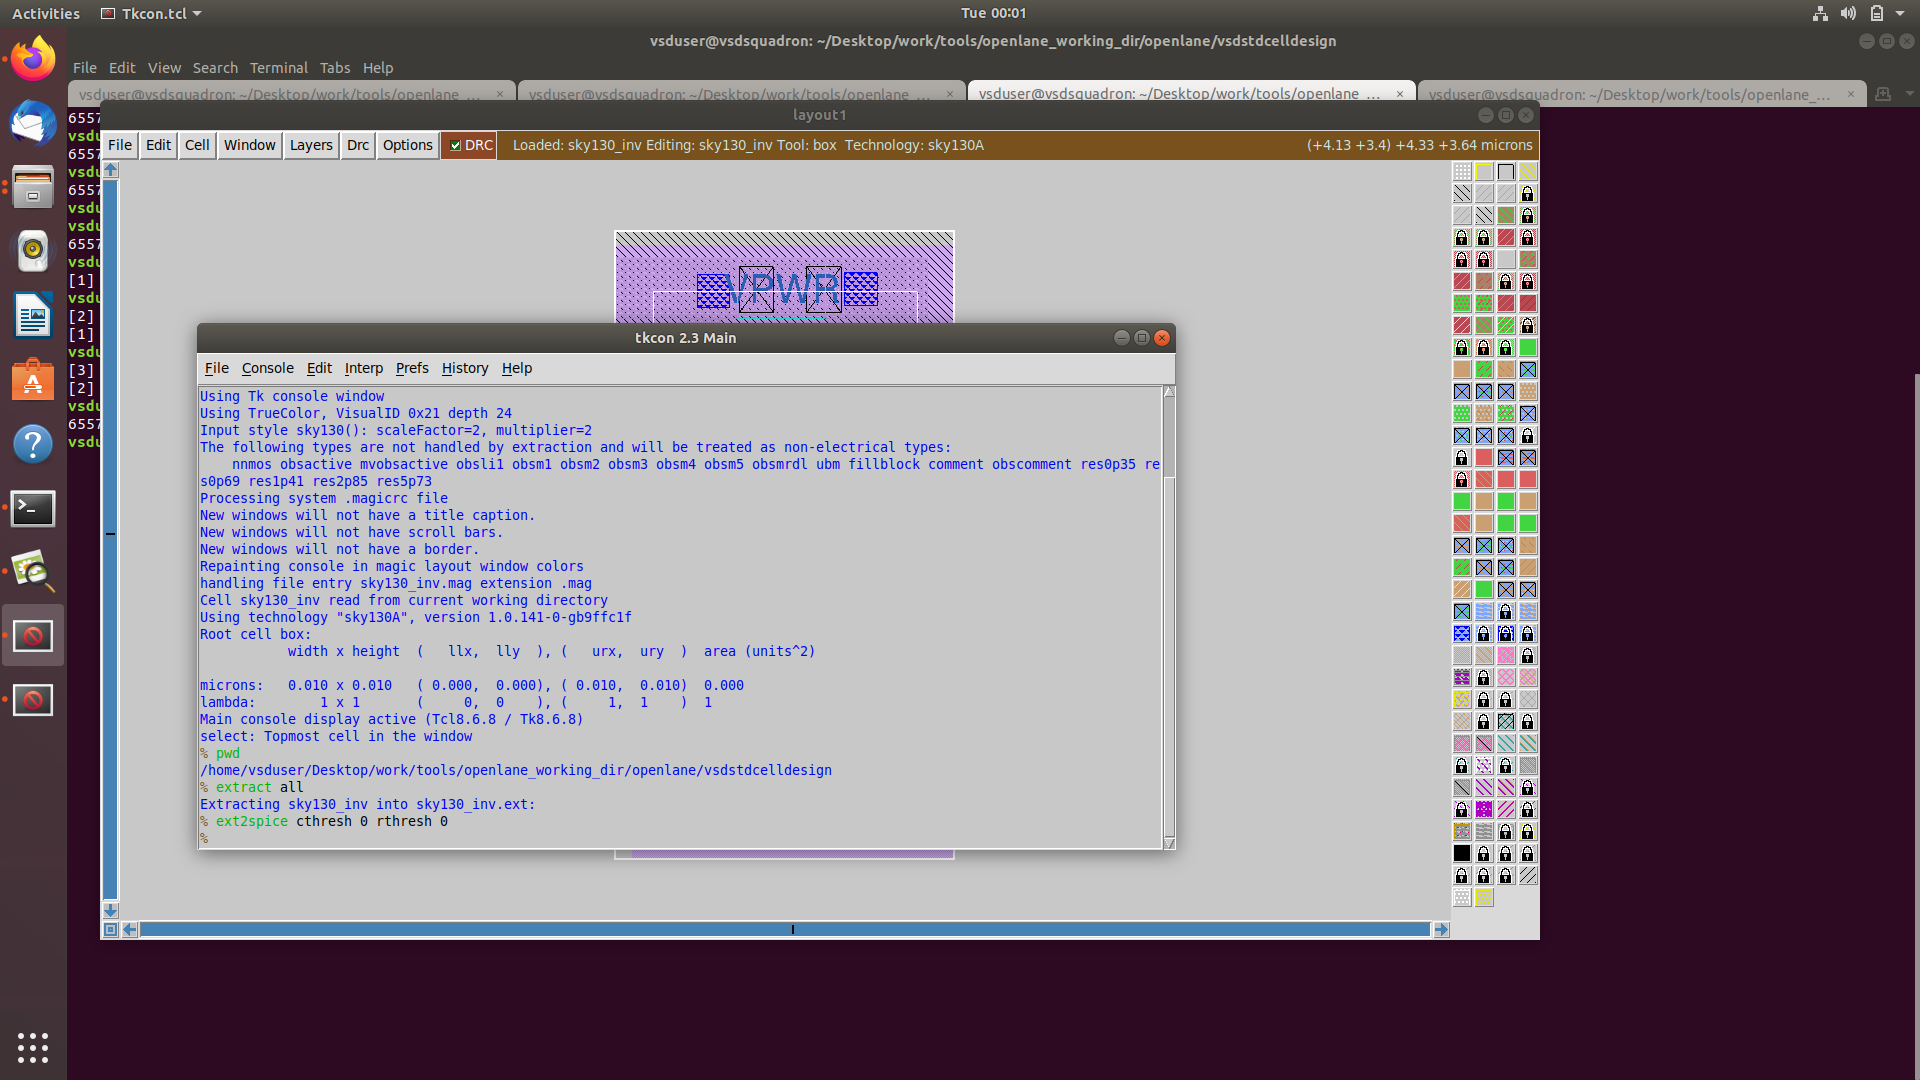 Activities Tkcon.tcl Tue 00:01
vsduser@vsdsquadron: ~/Desktop/work/tools/openlane_working_dir/openlane/vsdstdcelldesign
File Edit View Search Terminal Tabs Help
vsduser@vsdsquadron: ~/Desktop/work/tools/openlane_... × vsduser@vsdsquadron: ~/Desktop/work/tools/openlane_... × vsduser@vsdsquadron: ~/Desktop/work/tools/openlane_... × vsduser@vsdsquadron: ~/Desktop/work/tools/openlane_... ×
layout1
File Edit Cell Window Layers Drc Options DRC Loaded: sky130_inv Editing: sky130_inv Tool: box Technology: sky130A (+4.13 +3.4) +4.33 +3.64 microns
6557
vsdu
6557
vsdu
6557
vsdu
vsdu
6557
vsdu
[1]
vsdu
[2]
[1]
vsdu
[3]
[2]
vsdu
6557
vsdu
VPWR
tkcon 2.3 Main
File Console Edit Interp Prefs History Help
Using Tk console window
Using TrueColor, VisualID 0x21 depth 24
Input style sky130(): scaleFactor=2, multiplier=2
The following types are not handled by extraction and will be treated as non-electrical types:
nnmos obsactive mvobsactive obsli1 obsm1 obsm2 obsm3 obsm4 obsm5 obsmrdl ubm fillblock comment obscomment res0p35 re
s0p69 res1p41 res2p85 res5p73
Processing system .magicrc file
New windows will not have a title caption.
New windows will not have scroll bars.
New windows will not have a border.
Repainting console in magic layout window colors
handling file entry sky130_inv.mag extension .mag
Cell sky130_inv read from current working directory
Using technology "sky130A", version 1.0.141-0-gb9ffc1f
Root cell box:
width x height ( llx, lly ), ( urx, ury ) area (units^2)
microns: 0.010 x 0.010 ( 0.000, 0.000), ( 0.010, 0.010) 0.000
lambda: 1 x 1 ( 0, 0 ), ( 1, 1 ) 1
Main console display active (Tcl8.6.8 / Tk8.6.8)
select: Topmost cell in the window
% pwd
/home/vsduser/Desktop/work/tools/openlane_working_dir/openlane/vsdstdcelldesign
% extract all
Extracting sky130_inv into sky130_inv.ext:
% ext2spice cthresh 0 rthresh 0
%